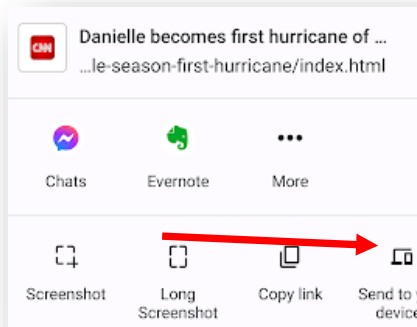 CNN
Danielle becomes first hurricane of ...
...le-season-first-hurricane/index.html
Chats
Evernote
More
Screenshot
Long
Screenshot
Copy link
Send to
device